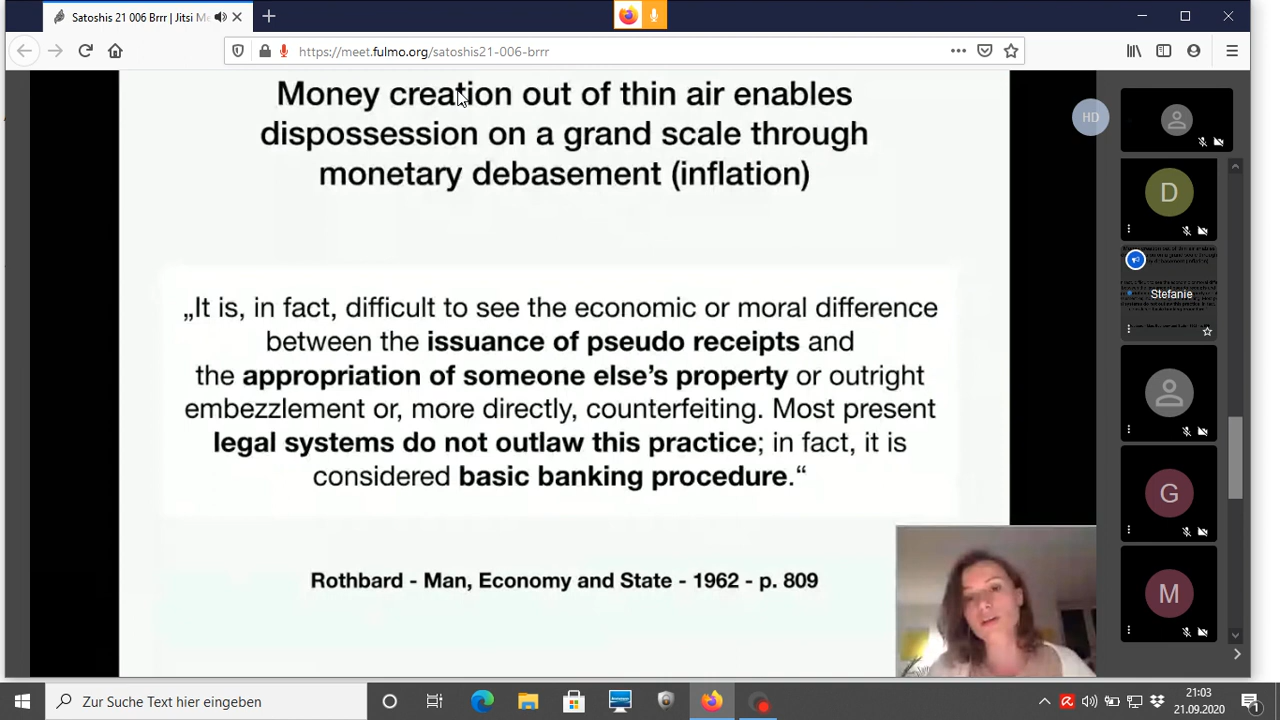 Satoshis 21 006 Brrr | Jitsi Me
https://meet.fulmo.org/satoshis21-006-brrr
Money creation out of thin air enables
dispossession on a grand scale through
monetary debasement (inflation)
„It is, in fact, difficult to see the economic or moral difference
between the issuance of pseudo receipts and
the appropriation of someone else’s property or outright
embezzlement or, more directly, counterfeiting. Most present
legal systems do not outlaw this practice; in fact, it is
considered basic banking procedure.“
Rothbard - Man, Economy and State - 1962 - p. 809
HD
D
Stefanie
G
M
Zur Suche Text hier eingeben
21:03
21.09.2020
1